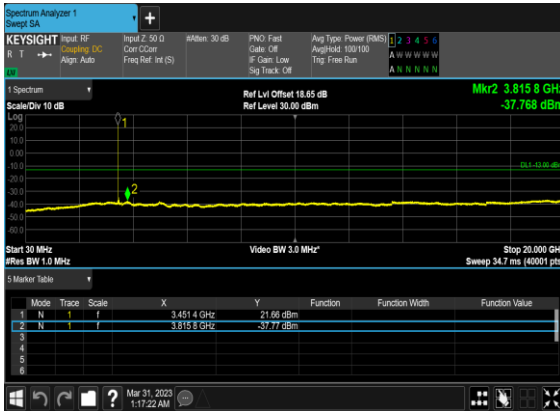 Spectrum Analyzer 1
Swept SA
+
KEYSIGHT
R T
Input: RF
Coupling: DC
Align: Auto
Input Z: 50 Ω
Corr CCorr
Freq Ref: Int (S)
#Atten: 30 dB
PNO: Fast
Gate: Off
IF Gain: Low
Sig Track: Off
Avg Type: Power (RMS)
Avg|Hold: 100/100
Trig: Free Run
1 2 3 4 5 6
A W W W W W
A N N N N N
1 Spectrum
Scale/Div 10 dB
Ref Lvl Offset 18.65 dB
Ref Level 30.00 dBm
Mkr2 3.815 8 GHz
-37.768 dBm
Log
20.0
10.0
0.00
-10.0
-20.0
-30.0
-40.0
-50.0
-60.0
1
2
DL1 -13.00 dBm
Start 30 MHz
#Res BW 1.0 MHz
Video BW 3.0 MHz*
Stop 20.000 GHz
Sweep 34.7 ms (40001 pts)
5 Marker Table
Mode Trace Scale X Y Function Function Width Function Value
1 N 1 f 3.451 4 GHz 21.66 dBm
2 N 1 f 3.815 8 GHz -37.77 dBm
3
4
5
6
?
Mar 31, 2023
1:17:22 AM